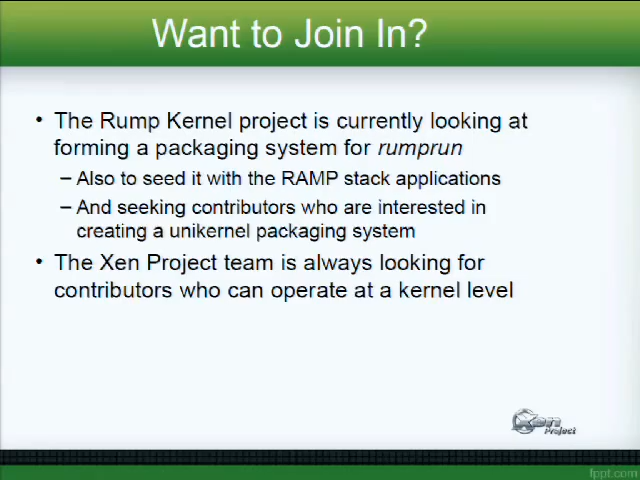 Want to Join In?
• The Rump Kernel project is currently looking at
forming a packaging system for rumprun
– Also to seed it with the RAMP stack applications
– And seeking contributors who are interested in
creating a unikernel packaging system
• The Xen Project team is always looking for
contributors who can operate at a kernel level
Xen
Project
fppt.com